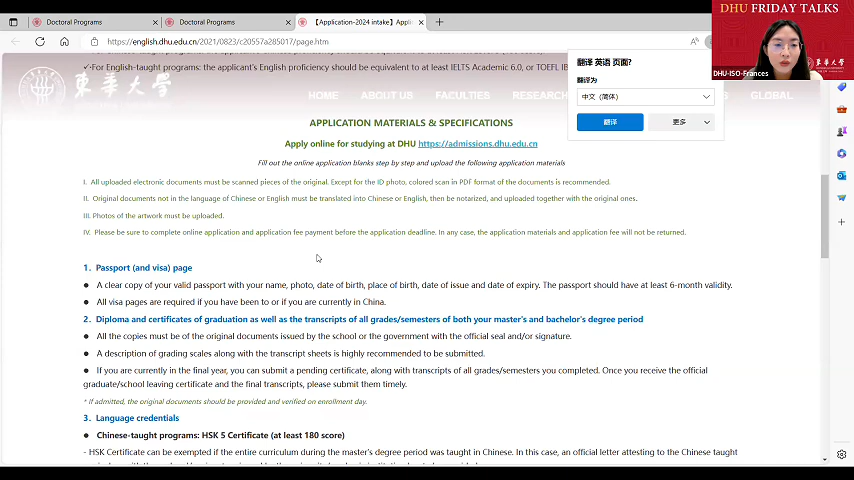 Doctoral Programs
Doctoral Programs
【Application-2024 intake】Applic
DHU FRIDAY TALKS
https://english.dhu.edu.cn/2021/0823/c20557a285017/page.htm
DHU-ISO-Frances
翻译 英语 页面?
翻译为
中文 (简体)
翻译
更多
✓For English-taught programs: the applicant's English proficiency should be equivalent to at least IELTS Academic 6.0, or TOEFL IB
東華大學
HOME ABOUT US FACULTIES RESEARCH GLOBAL
APPLICATION MATERIALS & SPECIFICATIONS
Apply online for studying at DHU https://admissions.dhu.edu.cn
Fill out the online application blanks step by step and upload the following application materials
I. All uploaded electronic documents must be scanned pieces of the original. Except for the ID photo, colored scan in PDF format of the documents is recommended.
II. Original documents not in the language of Chinese or English must be translated into Chinese or English, then be notarized, and uploaded together with the original ones.
III. Photos of the artwork must be uploaded.
IV. Please be sure to complete online application and application fee payment before the application deadline. In any case, the application materials and application fee will not be returned.
1. Passport (and visa) page
● A clear copy of your valid passport with your name, photo, date of birth, place of birth, date of issue and date of expiry. The passport should have at least 6-month validity.
● All visa pages are required if you have been to or if you are currently in China.
2. Diploma and certificates of graduation as well as the transcripts of all grades/semesters of both your master's and bachelor's degree period
● All the copies must be of the original documents issued by the school or the government with the official seal and/or signature.
● A description of grading scales along with the transcript sheets is highly recommended to be submitted.
● If you are currently in the final year, you can submit a pending certificate, along with transcripts of all grades/semesters you completed. Once you receive the official
graduate/school leaving certificate and the final transcripts, please submit them timely.
* If admitted, the original documents should be provided and verified on enrollment day.
3. Language credentials
● Chinese-taught programs: HSK 5 Certificate (at least 180 score)
- HSK Certificate can be exempted if the entire curriculum during the master's degree period was taught in Chinese. In this case, an official letter attesting to the Chinese taught